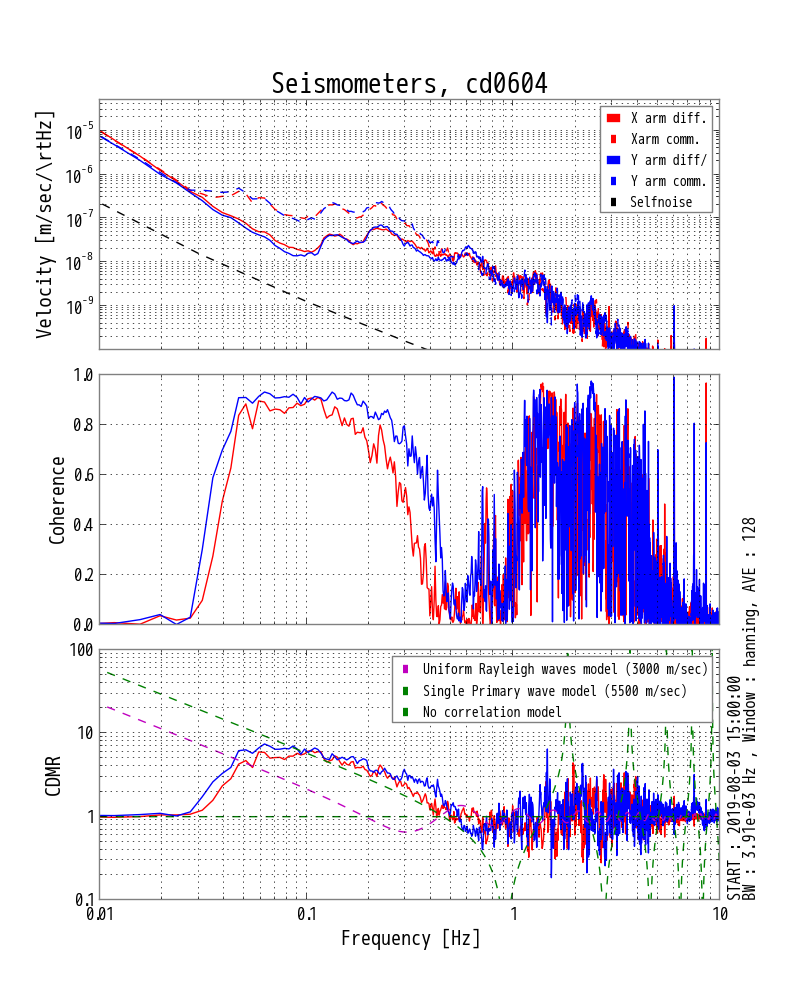 Seismometers, cd0604
Velocity [m/sec/\rtHz]
10^-5
10^-6
10^-7
10^-8
10^-9
X arm diff.
Xarm comm.
Y arm diff/
Y arm comm.
Selfnoise
Coherence
1.0
0.8
0.6
0.4
0.2
0.0
CDMR
100
10
1
0.1
Uniform Rayleigh waves model (3000 m/sec)
Single Primary wave model (5500 m/sec)
No correlation model
0.01
0.1
1
10
Frequency [Hz]
START : 2019-08-03 15:00:00
BW : 3.91e-03 Hz , Window : hanning, AVE : 128